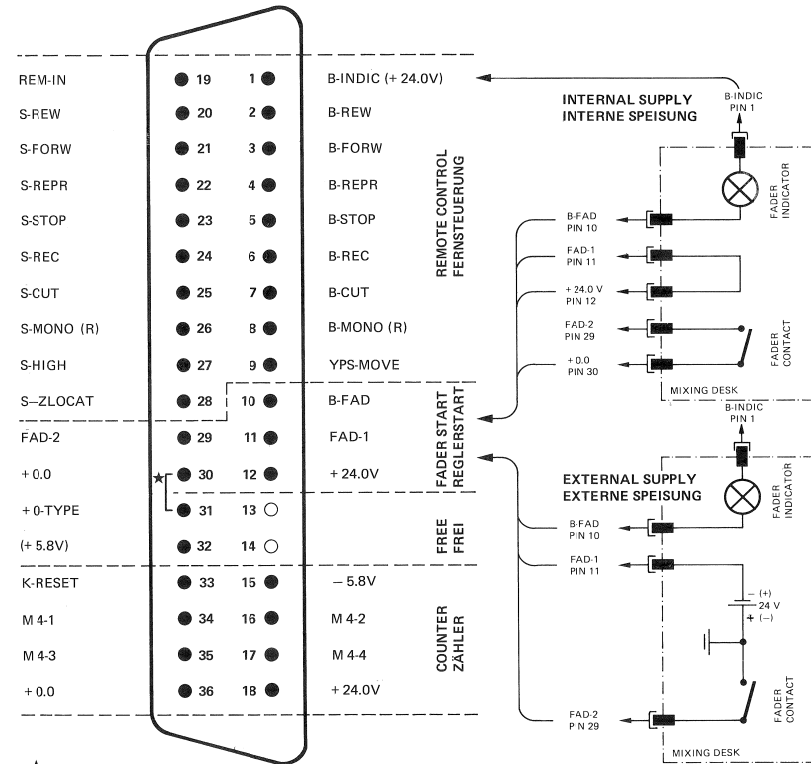 REM-IN 19 1 B-INDIC (+ 24.0V)
S-REW 20 2 B-REW
S-FORW 21 3 B-FORW
S-REPR 22 4 B-REPR
S-STOP 23 5 B-STOP
S-REC 24 6 B-REC
S-CUT 25 7 B-CUT
S-MONO (R) 26 8 B-MONO (R)
S-HIGH 27 9 YPS-MOVE
S-ZLOCAT 28 10 B-FAD
FAD-2 29 11 FAD-1
+ 0.0 30 12 + 24.0V
★
+ 0-TYPE 31 13
(+ 5.8V) 32 14
K-RESET 33 15 – 5.8V
M 4-1 34 16 M 4-2
M 4-3 35 17 M 4-4
+ 0.0 36 18 + 24.0V
REMOTE CONTROL
FERNSTEUERUNG
FADER START
REGLERSTART
FREE
FREI
COUNTER
ZÄHLER
INTERNAL SUPPLY
INTERNE SPEISUNG
B-INDIC
PIN 1
FADER
INDICATOR
B-FAD
PIN 10
FAD-1
PIN 11
+ 24.0 V
PIN 12
FAD-2
PIN 29
+ 0.0
PIN 30
FADER
CONTACT
MIXING DESK
B-INDIC
PIN 1
EXTERNAL SUPPLY
EXTERNE SPEISUNG
FADER
INDICATOR
B-FAD
PIN 10
FAD-1
PIN 11
– (+)
24 V
+ (–)
FAD-2
PIN 29
FADER
CONTACT
MIXING DESK